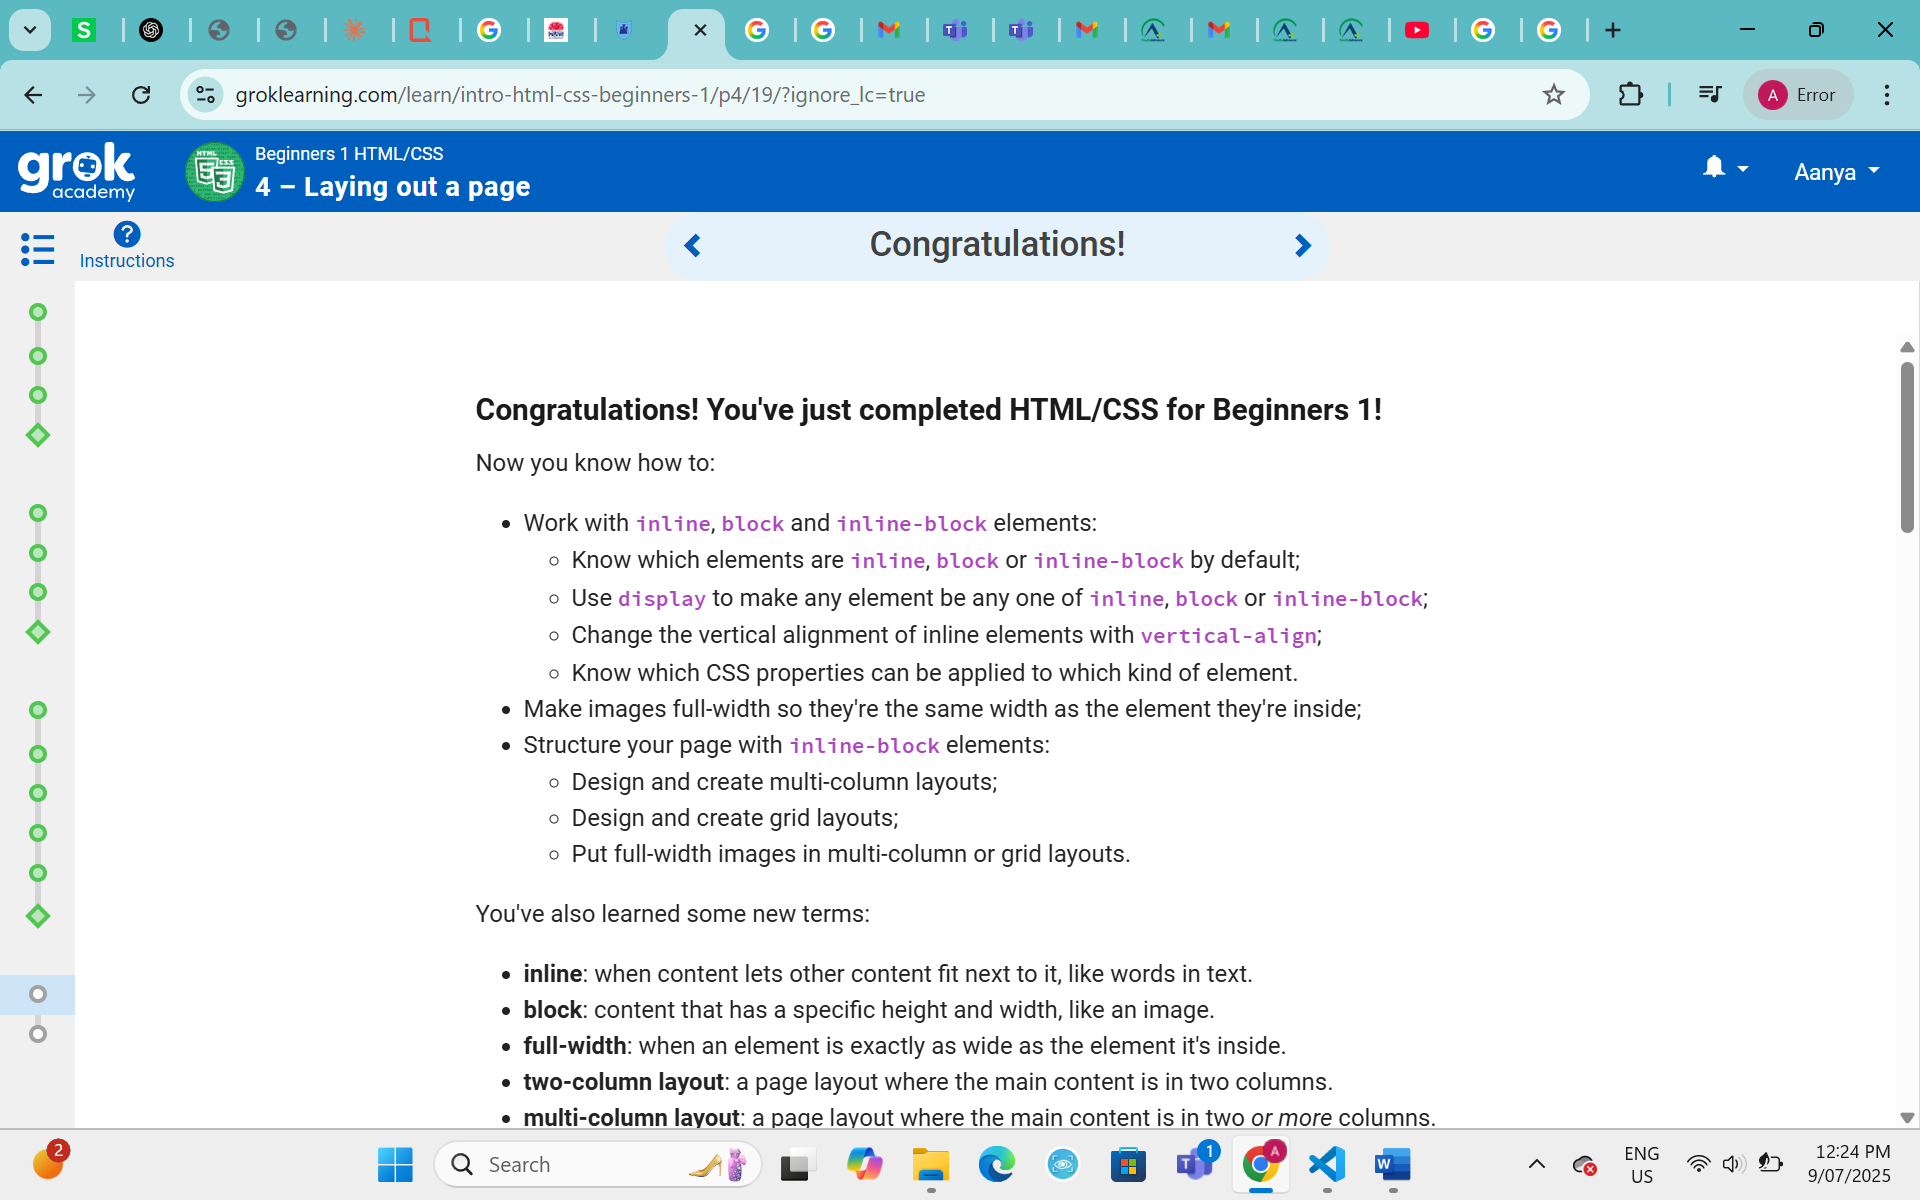 groklearning.com/learn/intro-html-css-beginners-1/p4/19/?ignore_lc=true
A
Error
grok
academy
HTML
CSS
Beginners 1 HTML/CSS
4 – Laying out a page
Aanya
Instructions
Congratulations!
Congratulations! You've just completed HTML/CSS for Beginners 1!
Now you know how to:
Work with inline, block and inline-block elements:
Know which elements are inline, block or inline-block by default;
Use display to make any element be any one of inline, block or inline-block;
Change the vertical alignment of inline elements with vertical-align;
Know which CSS properties can be applied to which kind of element.
Make images full-width so they're the same width as the element they're inside;
Structure your page with inline-block elements:
Design and create multi-column layouts;
Design and create grid layouts;
Put full-width images in multi-column or grid layouts.
You've also learned some new terms:
inline: when content lets other content fit next to it, like words in text.
block: content that has a specific height and width, like an image.
full-width: when an element is exactly as wide as the element it's inside.
two-column layout: a page layout where the main content is in two columns.
multi-column layout: a page layout where the main content is in two or more columns.
2
Search
1
A
ENG
US
12:24 PM
9/07/2025